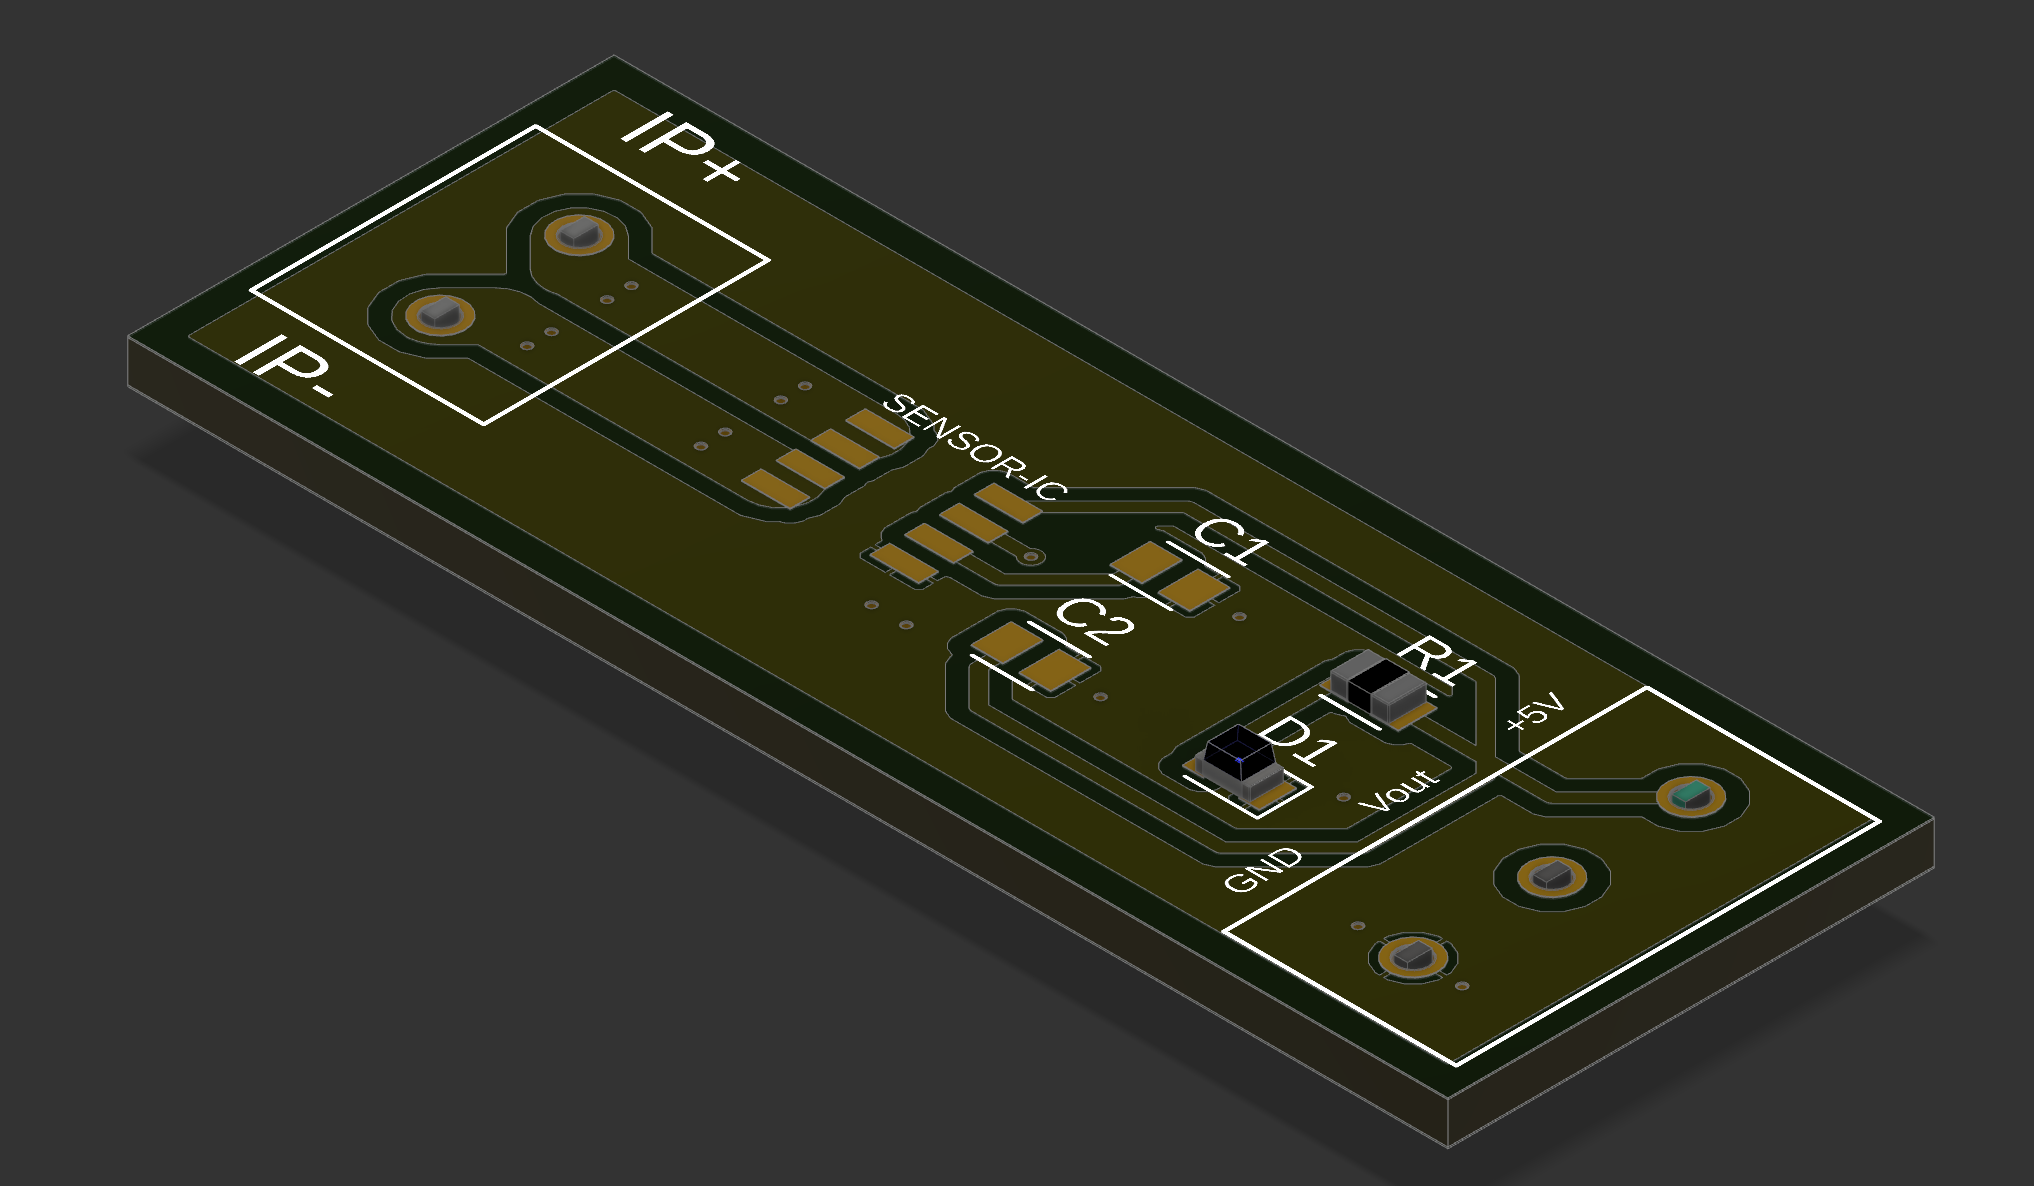 IP+
IP-
SENSOR-IC
C1
C2
R1
+5V
D1
Vout
GND